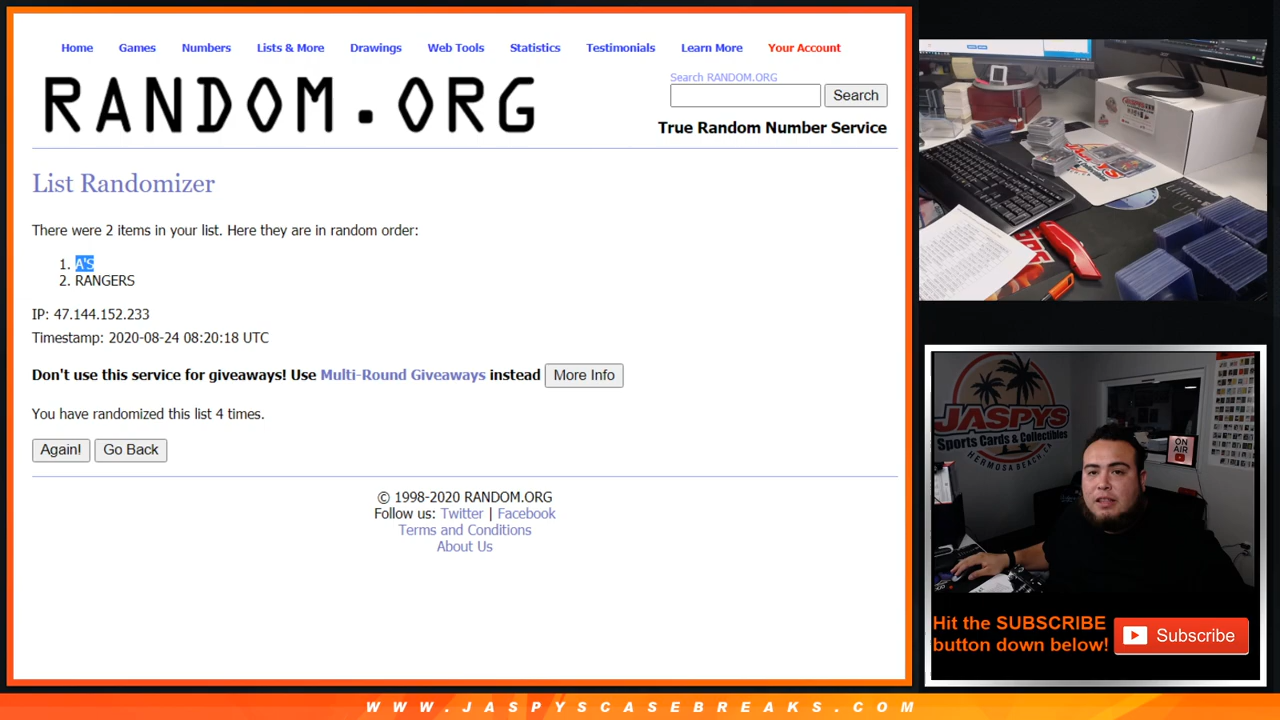 Home Games Numbers Lists & More Drawings Web Tools Statistics Testimonials Learn More Your Account
RANDOM.ORG
Search RANDOM.ORG
Search
True Random Number Service
List Randomizer
There were 2 items in your list. Here they are in random order:
1. A'S
2. RANGERS
IP: 47.144.152.233
Timestamp: 2020-08-24 08:20:18 UTC
Don't use this service for giveaways! Use Multi-Round Giveaways instead More Info
You have randomized this list 4 times.
Again! Go Back
© 1998-2020 RANDOM.ORG
Follow us: Twitter | Facebook
Terms and Conditions
About Us
JASPYS
JASPYS
Sports Cards & Collectibles
HERMOSA BEACH, CA
ON
AIR
Hit the SUBSCRIBE
button down below!
Subscribe
WWW.JASPYSCASEBREAKS.COM